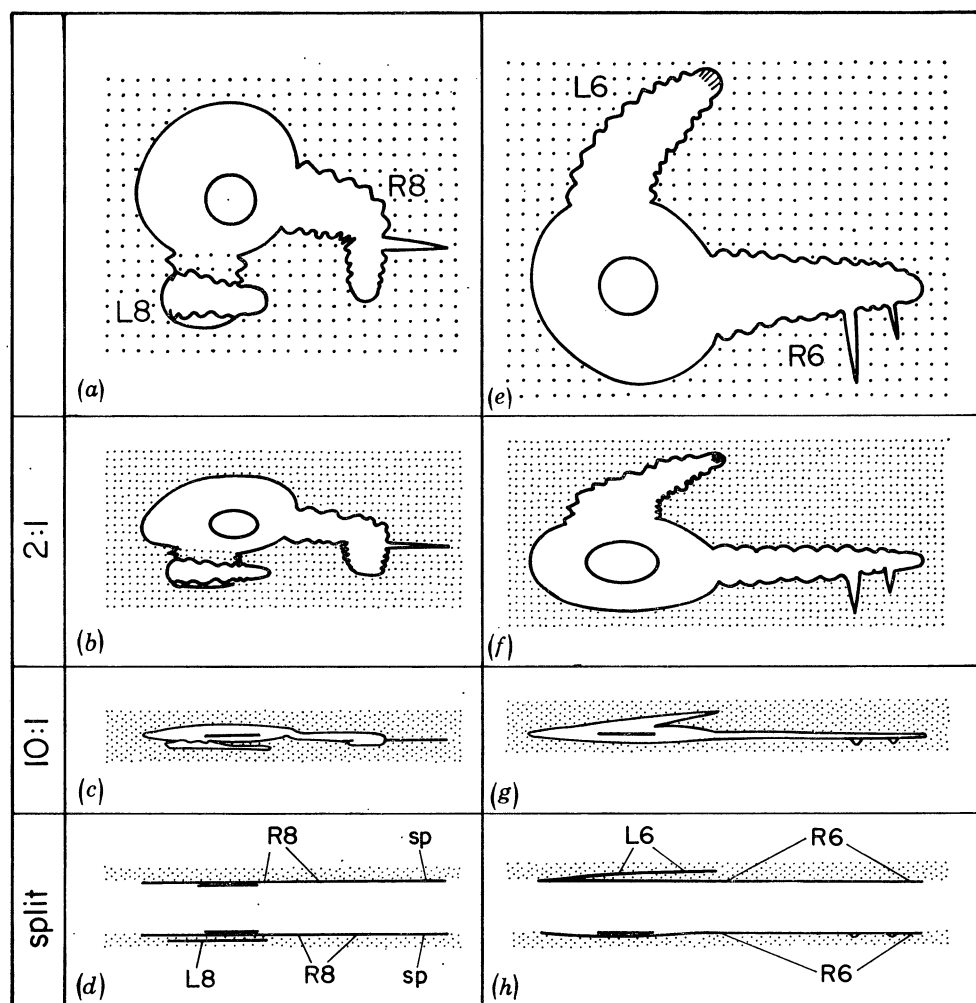 L6
R8
L8
R6
(a)
(e)
2:1
(b)
(f)
10:1
(c)
(g)
split
R8
sp
L6
R6
L8
R8
sp
R6
(d)
(h)